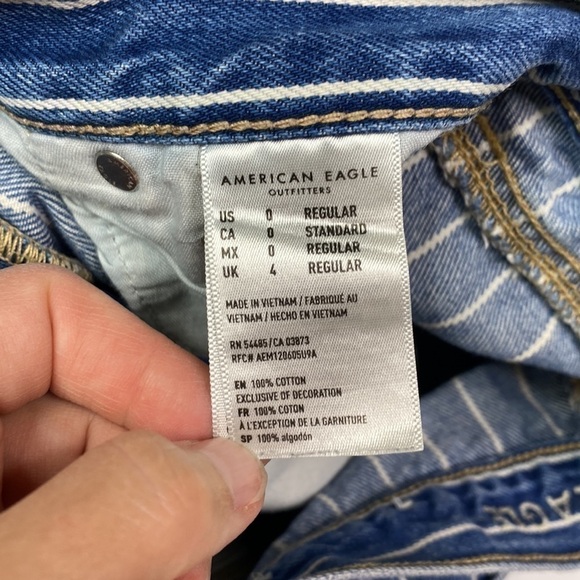 AMERICAN EAGLE
OUTFITTERS
US 0 REGULAR
CA 0 STANDARD
MX 0 REGULAR
UK 4 REGULAR
MADE IN VIETNAM / FABRIQUÉ AU
VIETNAM / HECHO EN VIETNAM
RN 54485/CA 03873
RFC# AEM120605U9A
EN 100% COTTON
EXCLUSIVE OF DECORATION
FR 100% COTON
À L'EXCEPTION DE LA GARNITURE
SP 100% algodón